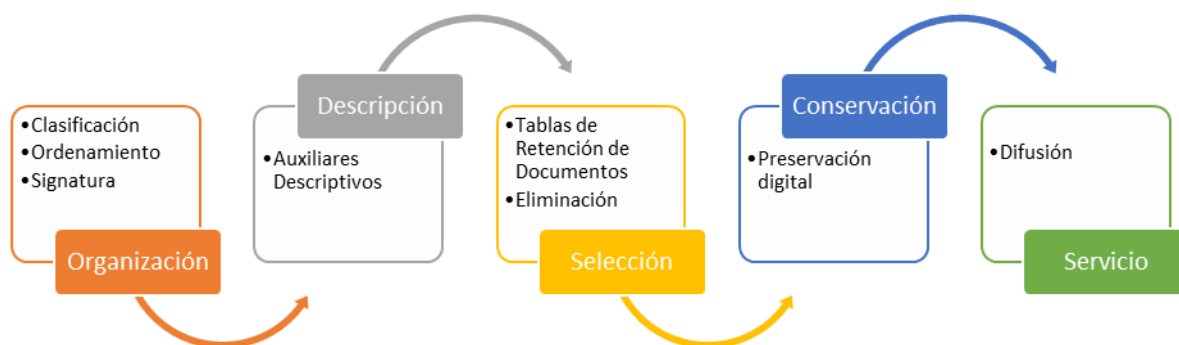 •Clasificación
•Ordenamiento
•Signatura
Organización
Descripción
•Auxiliares
Descriptivos
•Tablas de
Retención de
Documentos
•Eliminación
Selección
Conservación
•Preservación
digital
•Difusión
Servicio